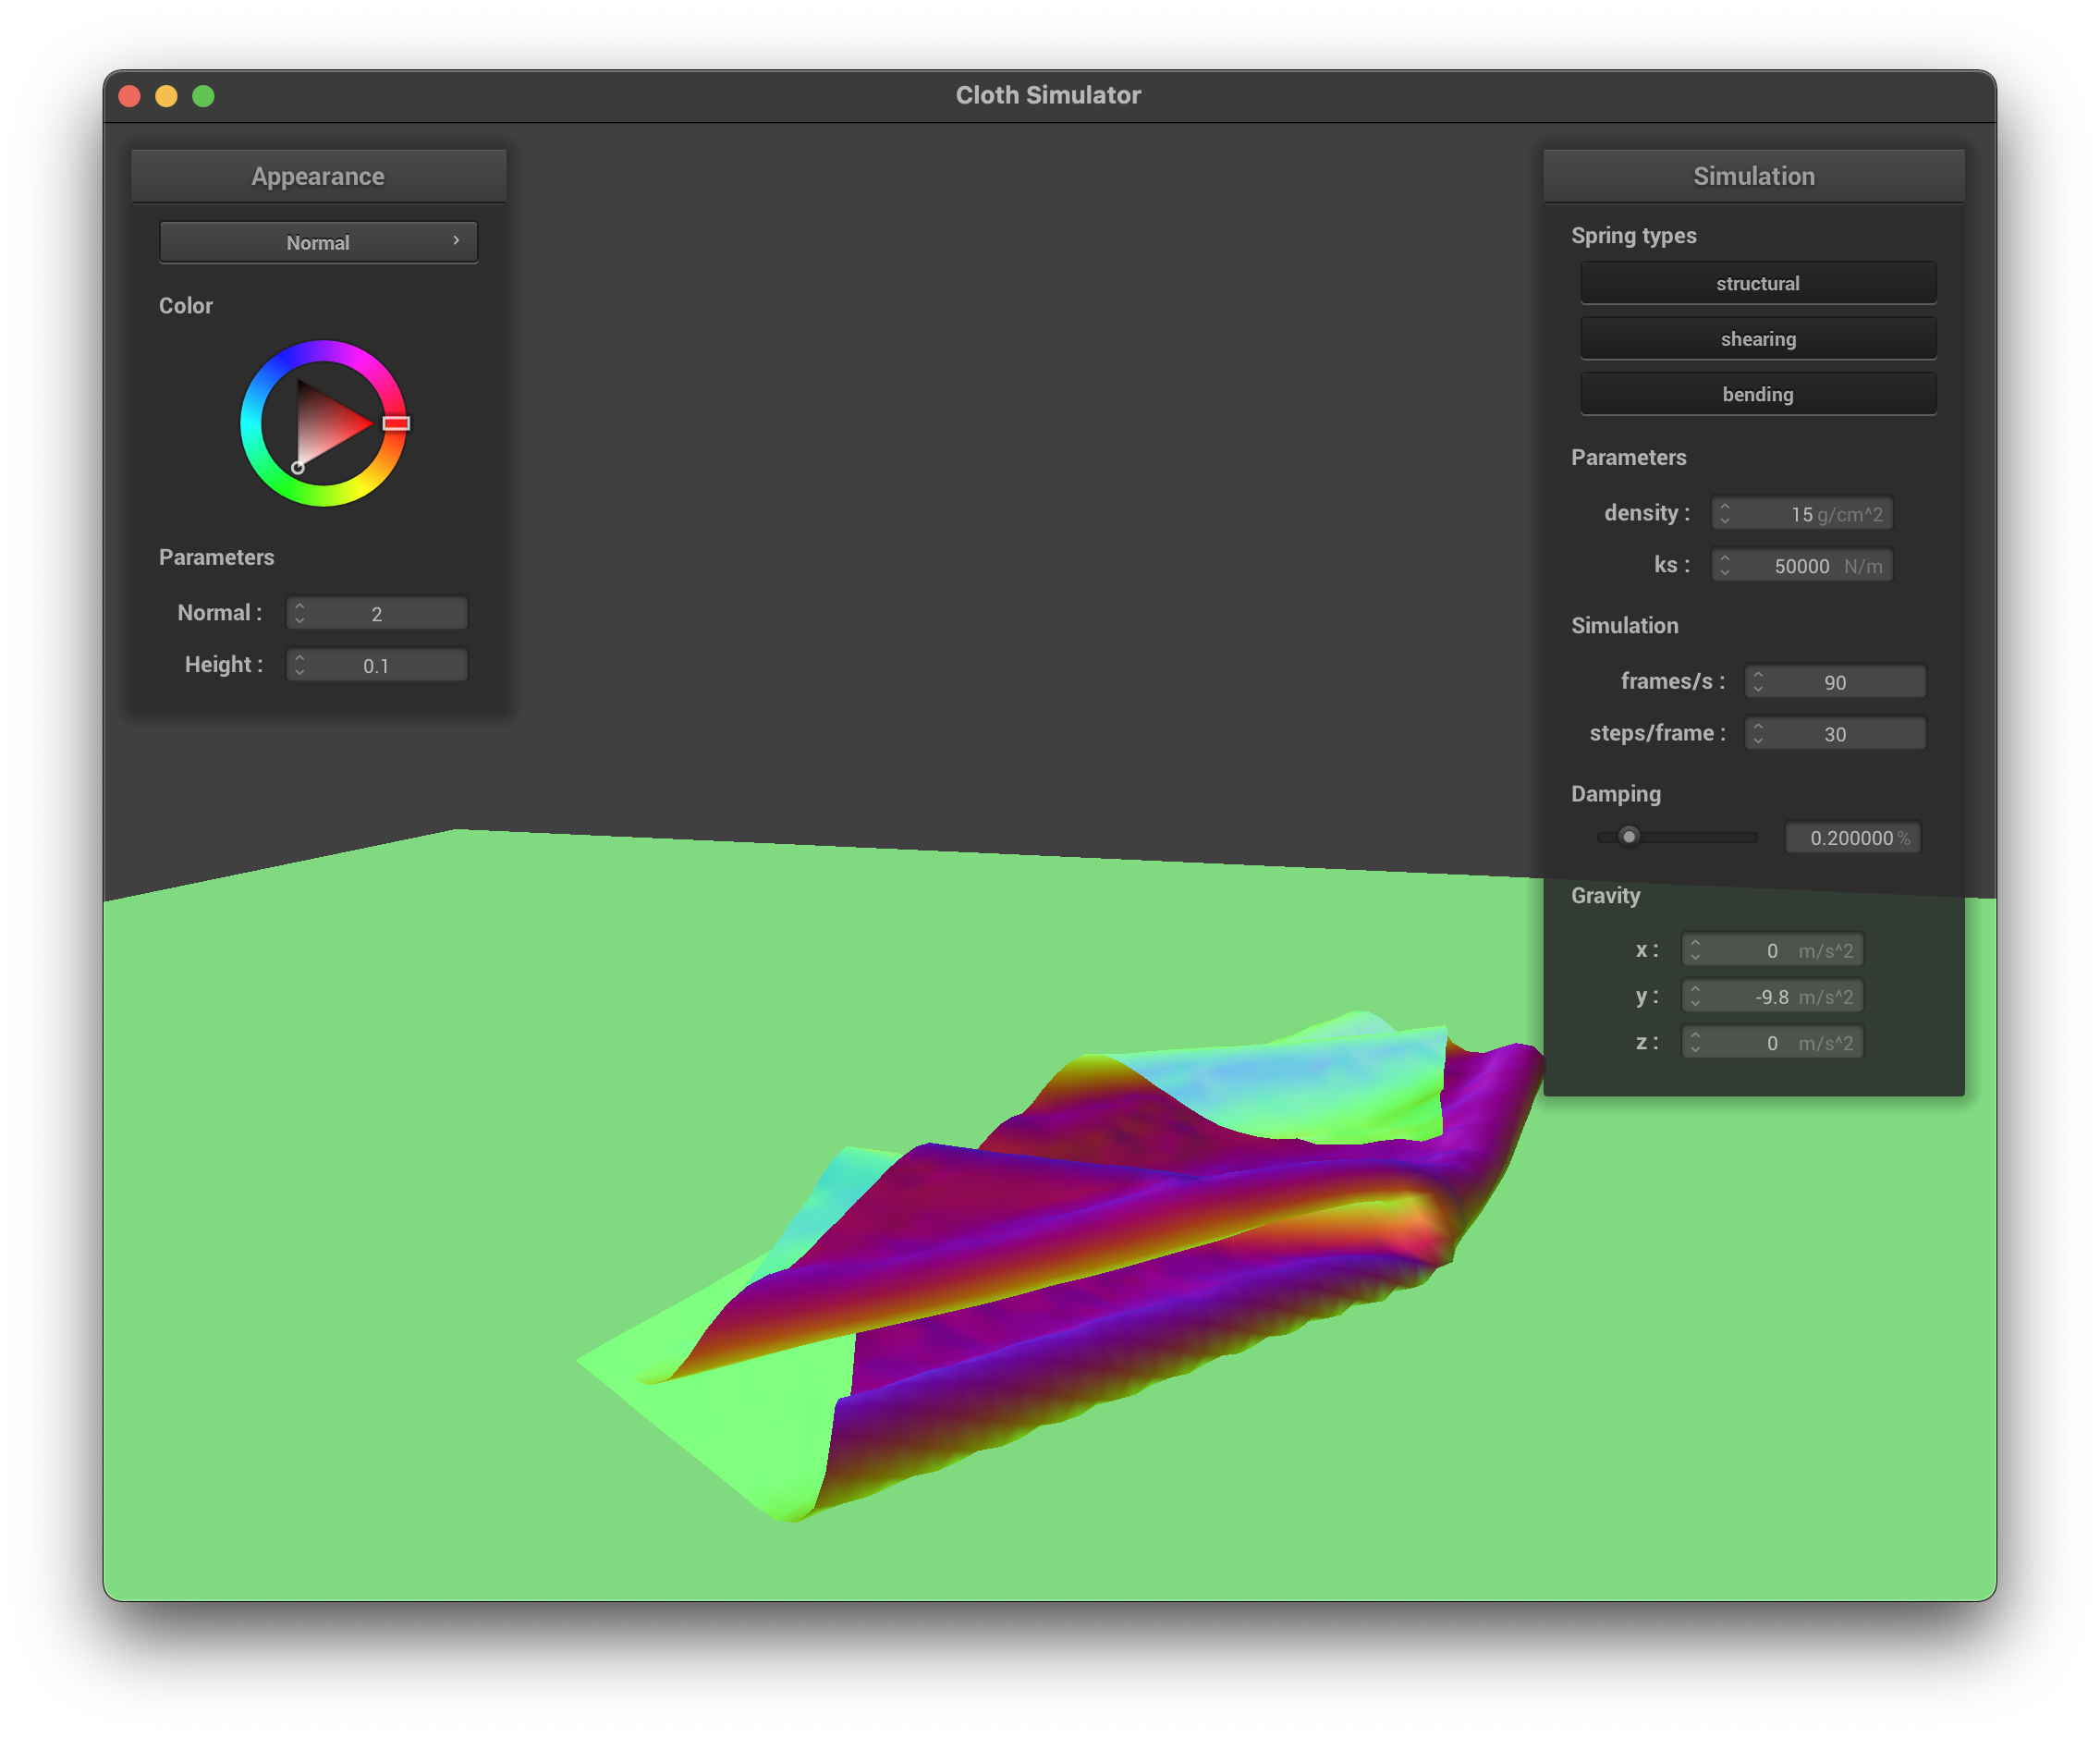 Cloth Simulator
Appearance
Normal
Color
Parameters
Normal : 2
Height : 0.1
Simulation
Spring types
structural
shearing
bending
Parameters
density : 15 g/cm^2
ks : 50000 N/m
Simulation
frames/s : 90
steps/frame : 30
Damping
0.200000 %
Gravity
x : 0 m/s^2
y : -9.8 m/s^2
z : 0 m/s^2